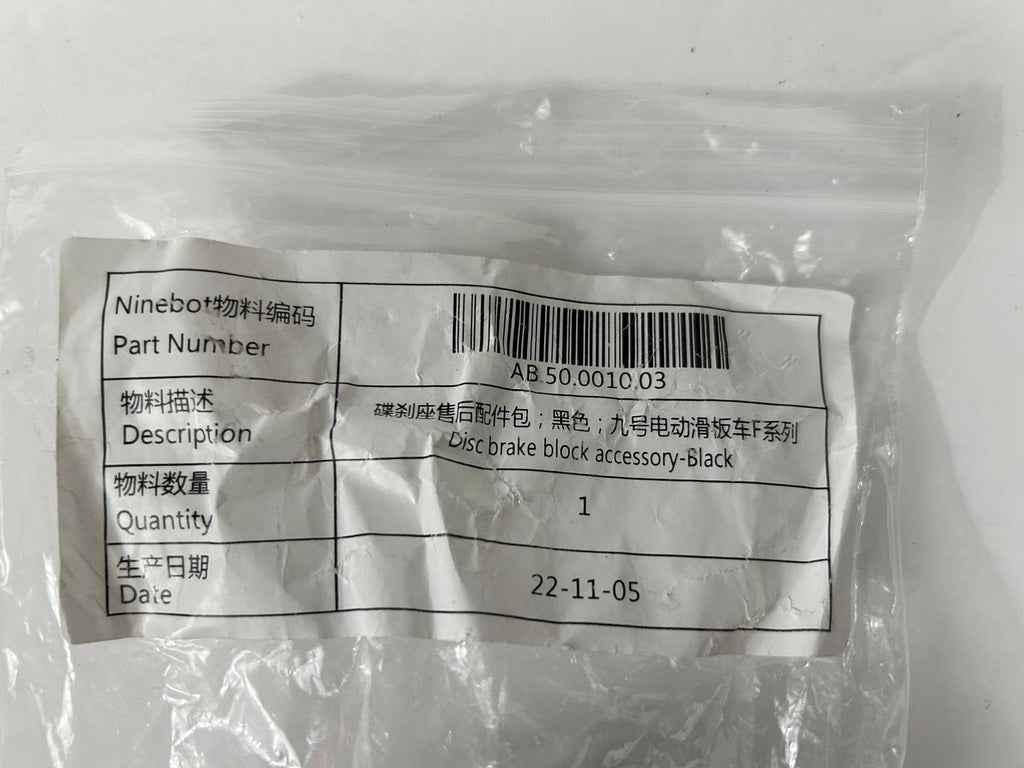 Ninebot物料编码
Part Number
AB.50.0010.03
物料描述
Description
碟刹座售后配件包；黑色；九号电动滑板车F系列
Disc brake block accessory-Black
物料数量
Quantity
1
生产日期
Date
22-11-05